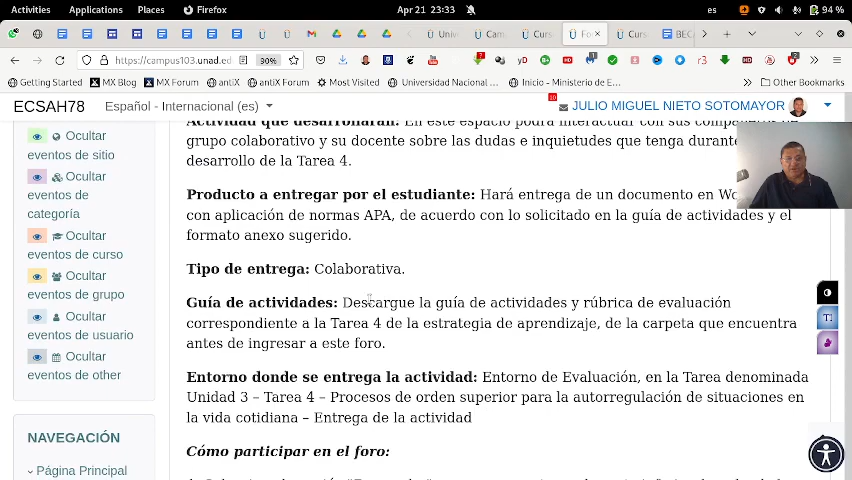 Activities Applications Places Firefox Apr 21 23:33 es 94 %
Univ Cam Curs Fo Curs BEC
https://campus103.unad.ed 90%
Getting Started MX Blog MX Forum antiX antiX Forum Most Visited Universidad Nacional ... Inicio - Ministerio de E... Other Bookmarks
ECSAH78 Español - Internacional (es) 10 JULIO MIGUEL NIETO SOTOMAYOR
Ocultar
eventos de sitio
Ocultar
eventos de
categoría
Ocultar
eventos de curso
Ocultar
eventos de grupo
Ocultar
eventos de
usuario
Ocultar
eventos de other
NAVEGACIÓN
Página Principal
Actividad que desarrollarán: En este espacio podrá interactuar con sus compañeros de
grupo colaborativo y su docente sobre las dudas e inquietudes que tenga durante
desarrollo de la Tarea 4.
Producto a entregar por el estudiante: Hará entrega de un documento en Wo
con aplicación de normas APA, de acuerdo con lo solicitado en la guía de actividades y el
formato anexo sugerido.
Tipo de entrega: Colaborativa.
Guía de actividades: Descargue la guía de actividades y rúbrica de evaluación
correspondiente a la Tarea 4 de la estrategia de aprendizaje, de la carpeta que encuentra
antes de ingresar a este foro.
Entorno donde se entrega la actividad: Entorno de Evaluación, en la Tarea denominada
Unidad 3 – Tarea 4 – Procesos de orden superior para la autorregulación de situaciones en
la vida cotidiana – Entrega de la actividad
Cómo participar en el foro: